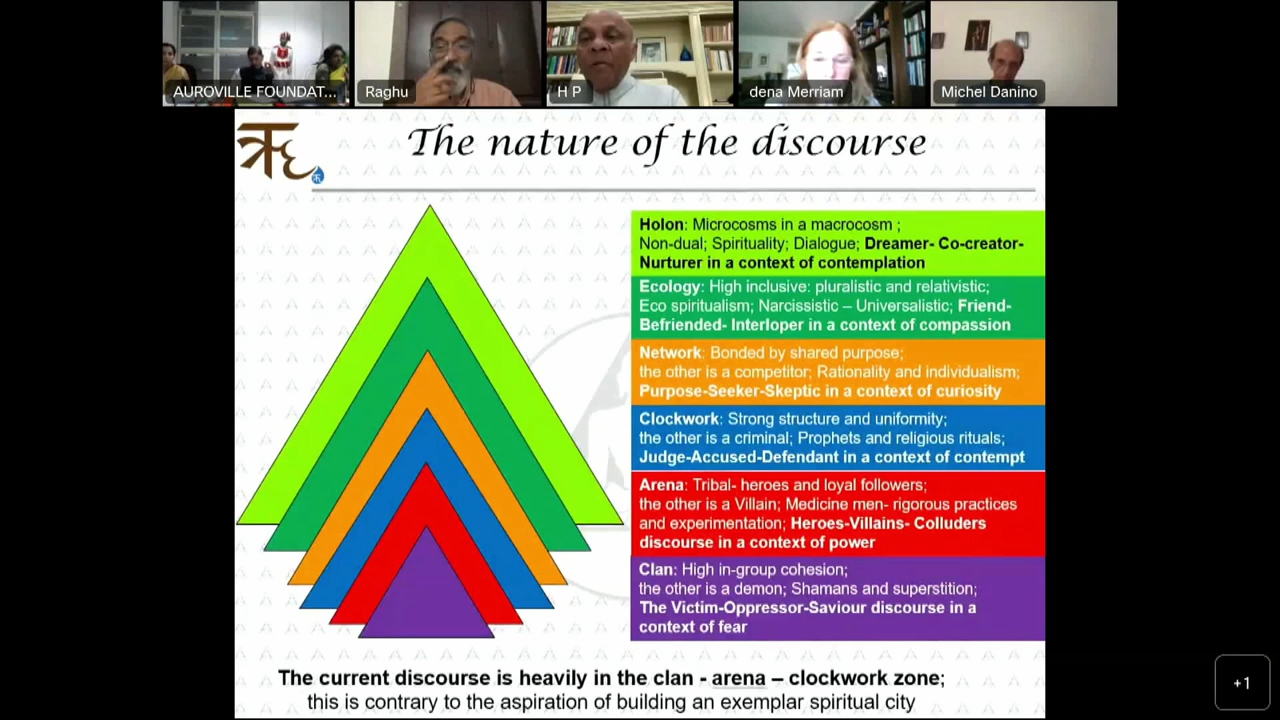 AUROVILLE FOUNDAT...
Raghu
H P
dena Merriam
Michel Danino
The nature of the discourse
Holon: Microcosms in a macrocosm ;
Non-dual; Spirituality; Dialogue; Dreamer- Co-creator-
Nurturer in a context of contemplation
Ecology: High inclusive: pluralistic and relativistic;
Eco spiritualism; Narcissistic – Universalistic; Friend-
Befriended- Interloper in a context of compassion
Network: Bonded by shared purpose;
the other is a competitor; Rationality and individualism;
Purpose-Seeker-Skeptic in a context of curiosity
Clockwork: Strong structure and uniformity;
the other is a criminal; Prophets and religious rituals;
Judge-Accused-Defendant in a context of contempt
Arena: Tribal- heroes and loyal followers;
the other is a Villain; Medicine men- rigorous practices
and experimentation; Heroes-Villains- Colluders
discourse in a context of power
Clan: High in-group cohesion;
the other is a demon; Shamans and superstition;
The Victim-Oppressor-Saviour discourse in a
context of fear
The current discourse is heavily in the clan - arena – clockwork zone;
this is contrary to the aspiration of building an exemplar spiritual city
+1